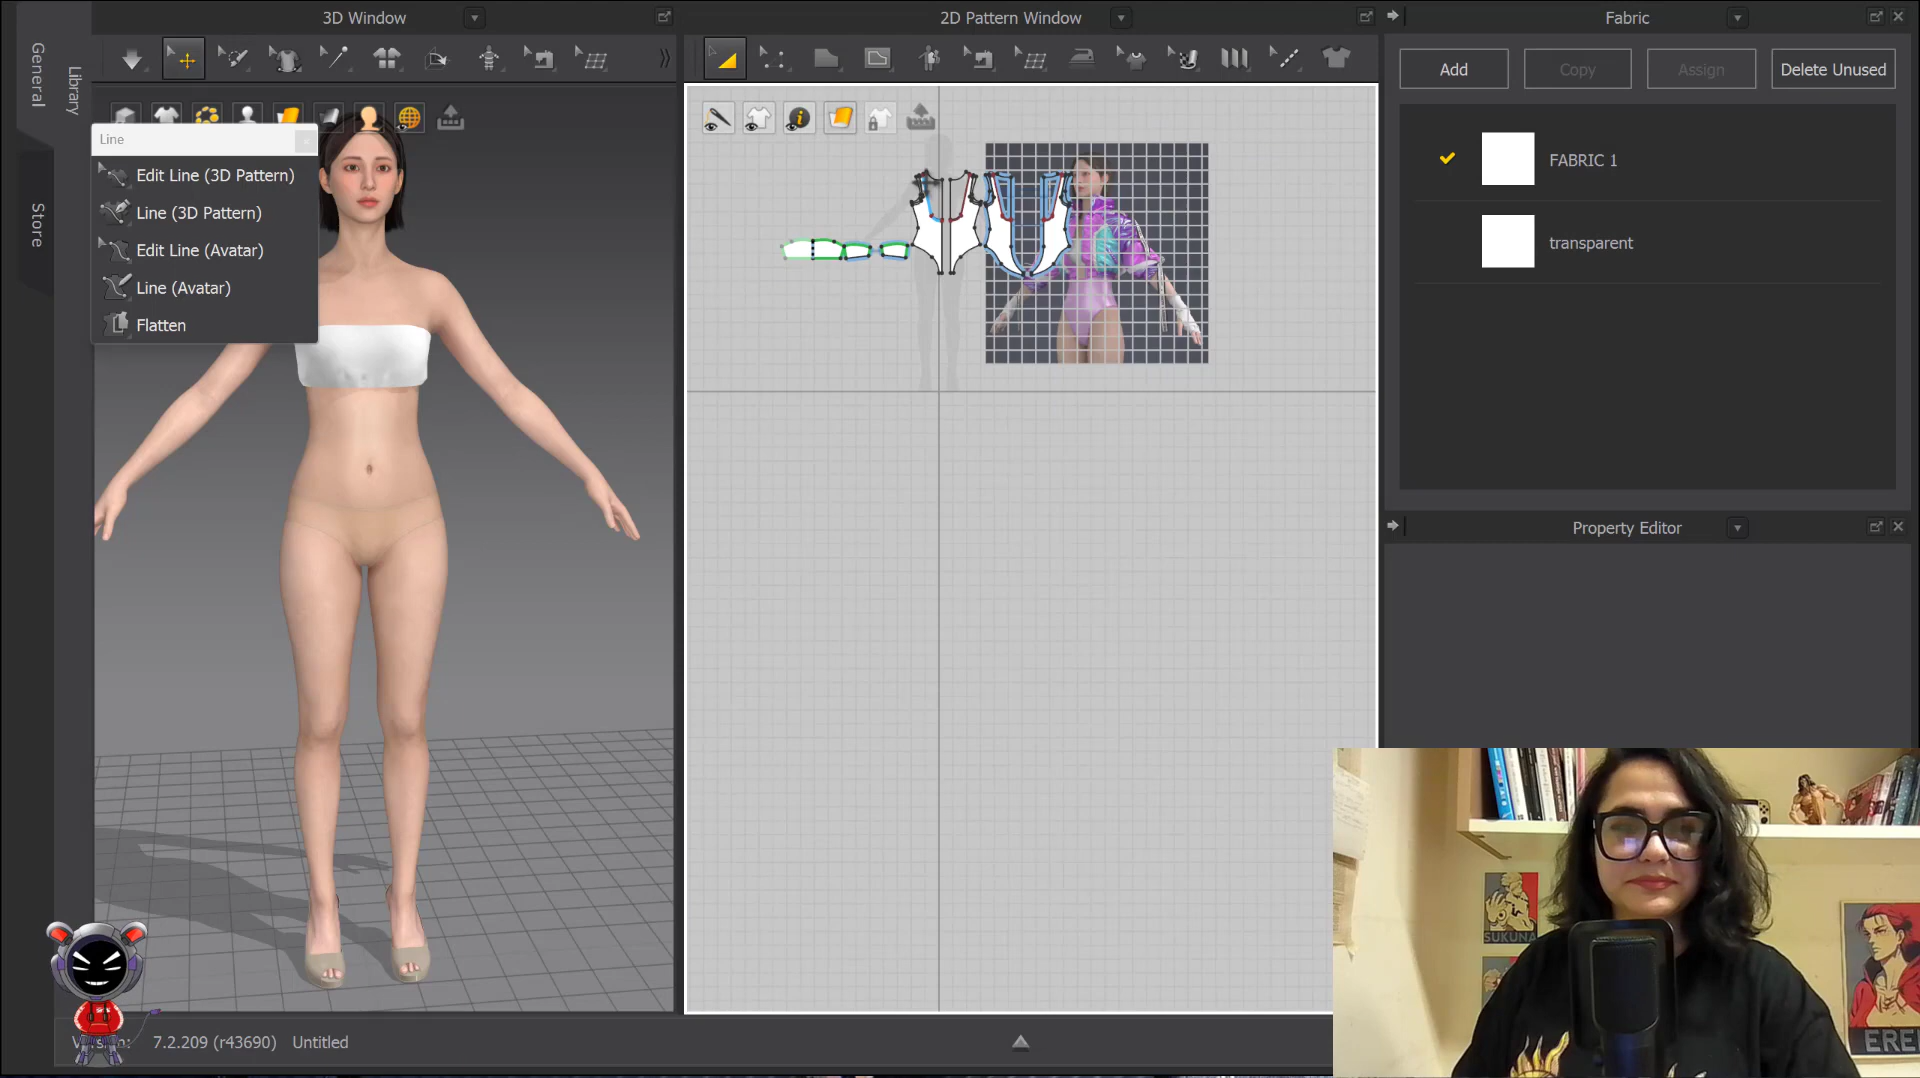 3D Window
2D Pattern Window
Fabric
General
Library
Store
Add
Copy
Assign
Delete Unused
Line
Edit Line (3D Pattern)
Line (3D Pattern)
Edit Line (Avatar)
Line (Avatar)
Flatten
FABRIC 1
transparent
Property Editor
SUKUNA
EREN
7.2.209 (r43690)
Untitled